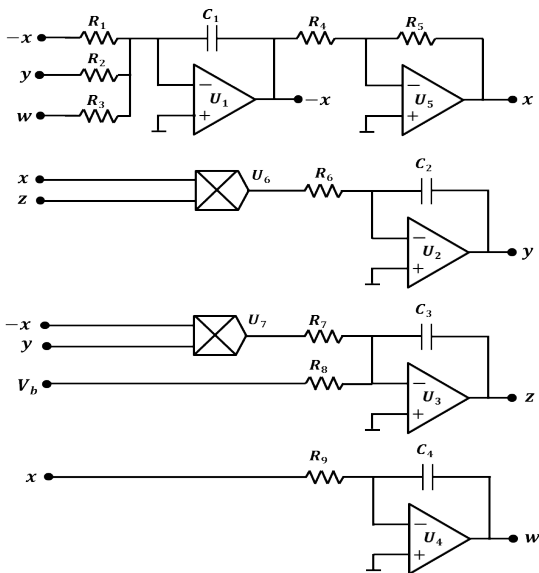 R₁ C₁ R₄ R₅
−x
R₂
y − −
R₃ U₁ U₅
w + −x + x
x U₆ R₆ C₂
z
− U₂ y
+
−x U₇ R₇ C₃
y
R₈
V_b − U₃ z
+
R₉ C₄
x
− U₄ w
+